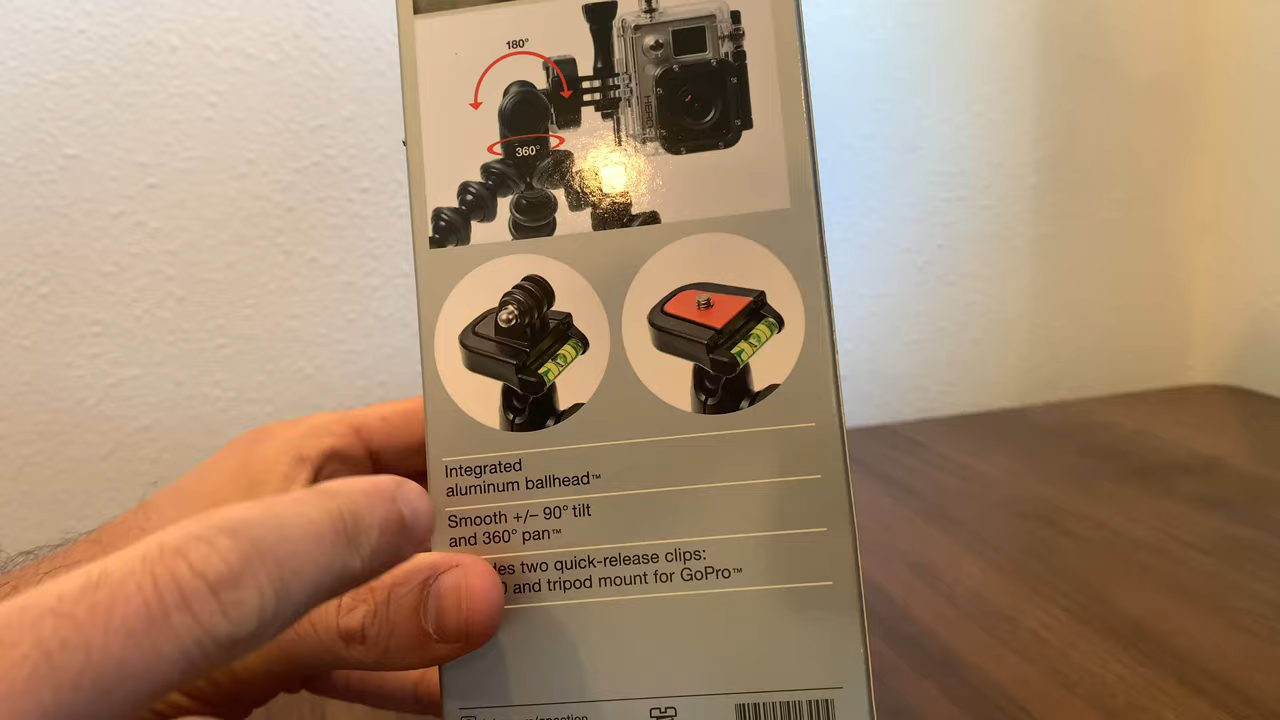 180°
HERO
360°
Integrated
aluminum ballhead™
Smooth +/– 90° tilt
and 360° pan™
two quick-release clips:
and tripod mount for GoPro™